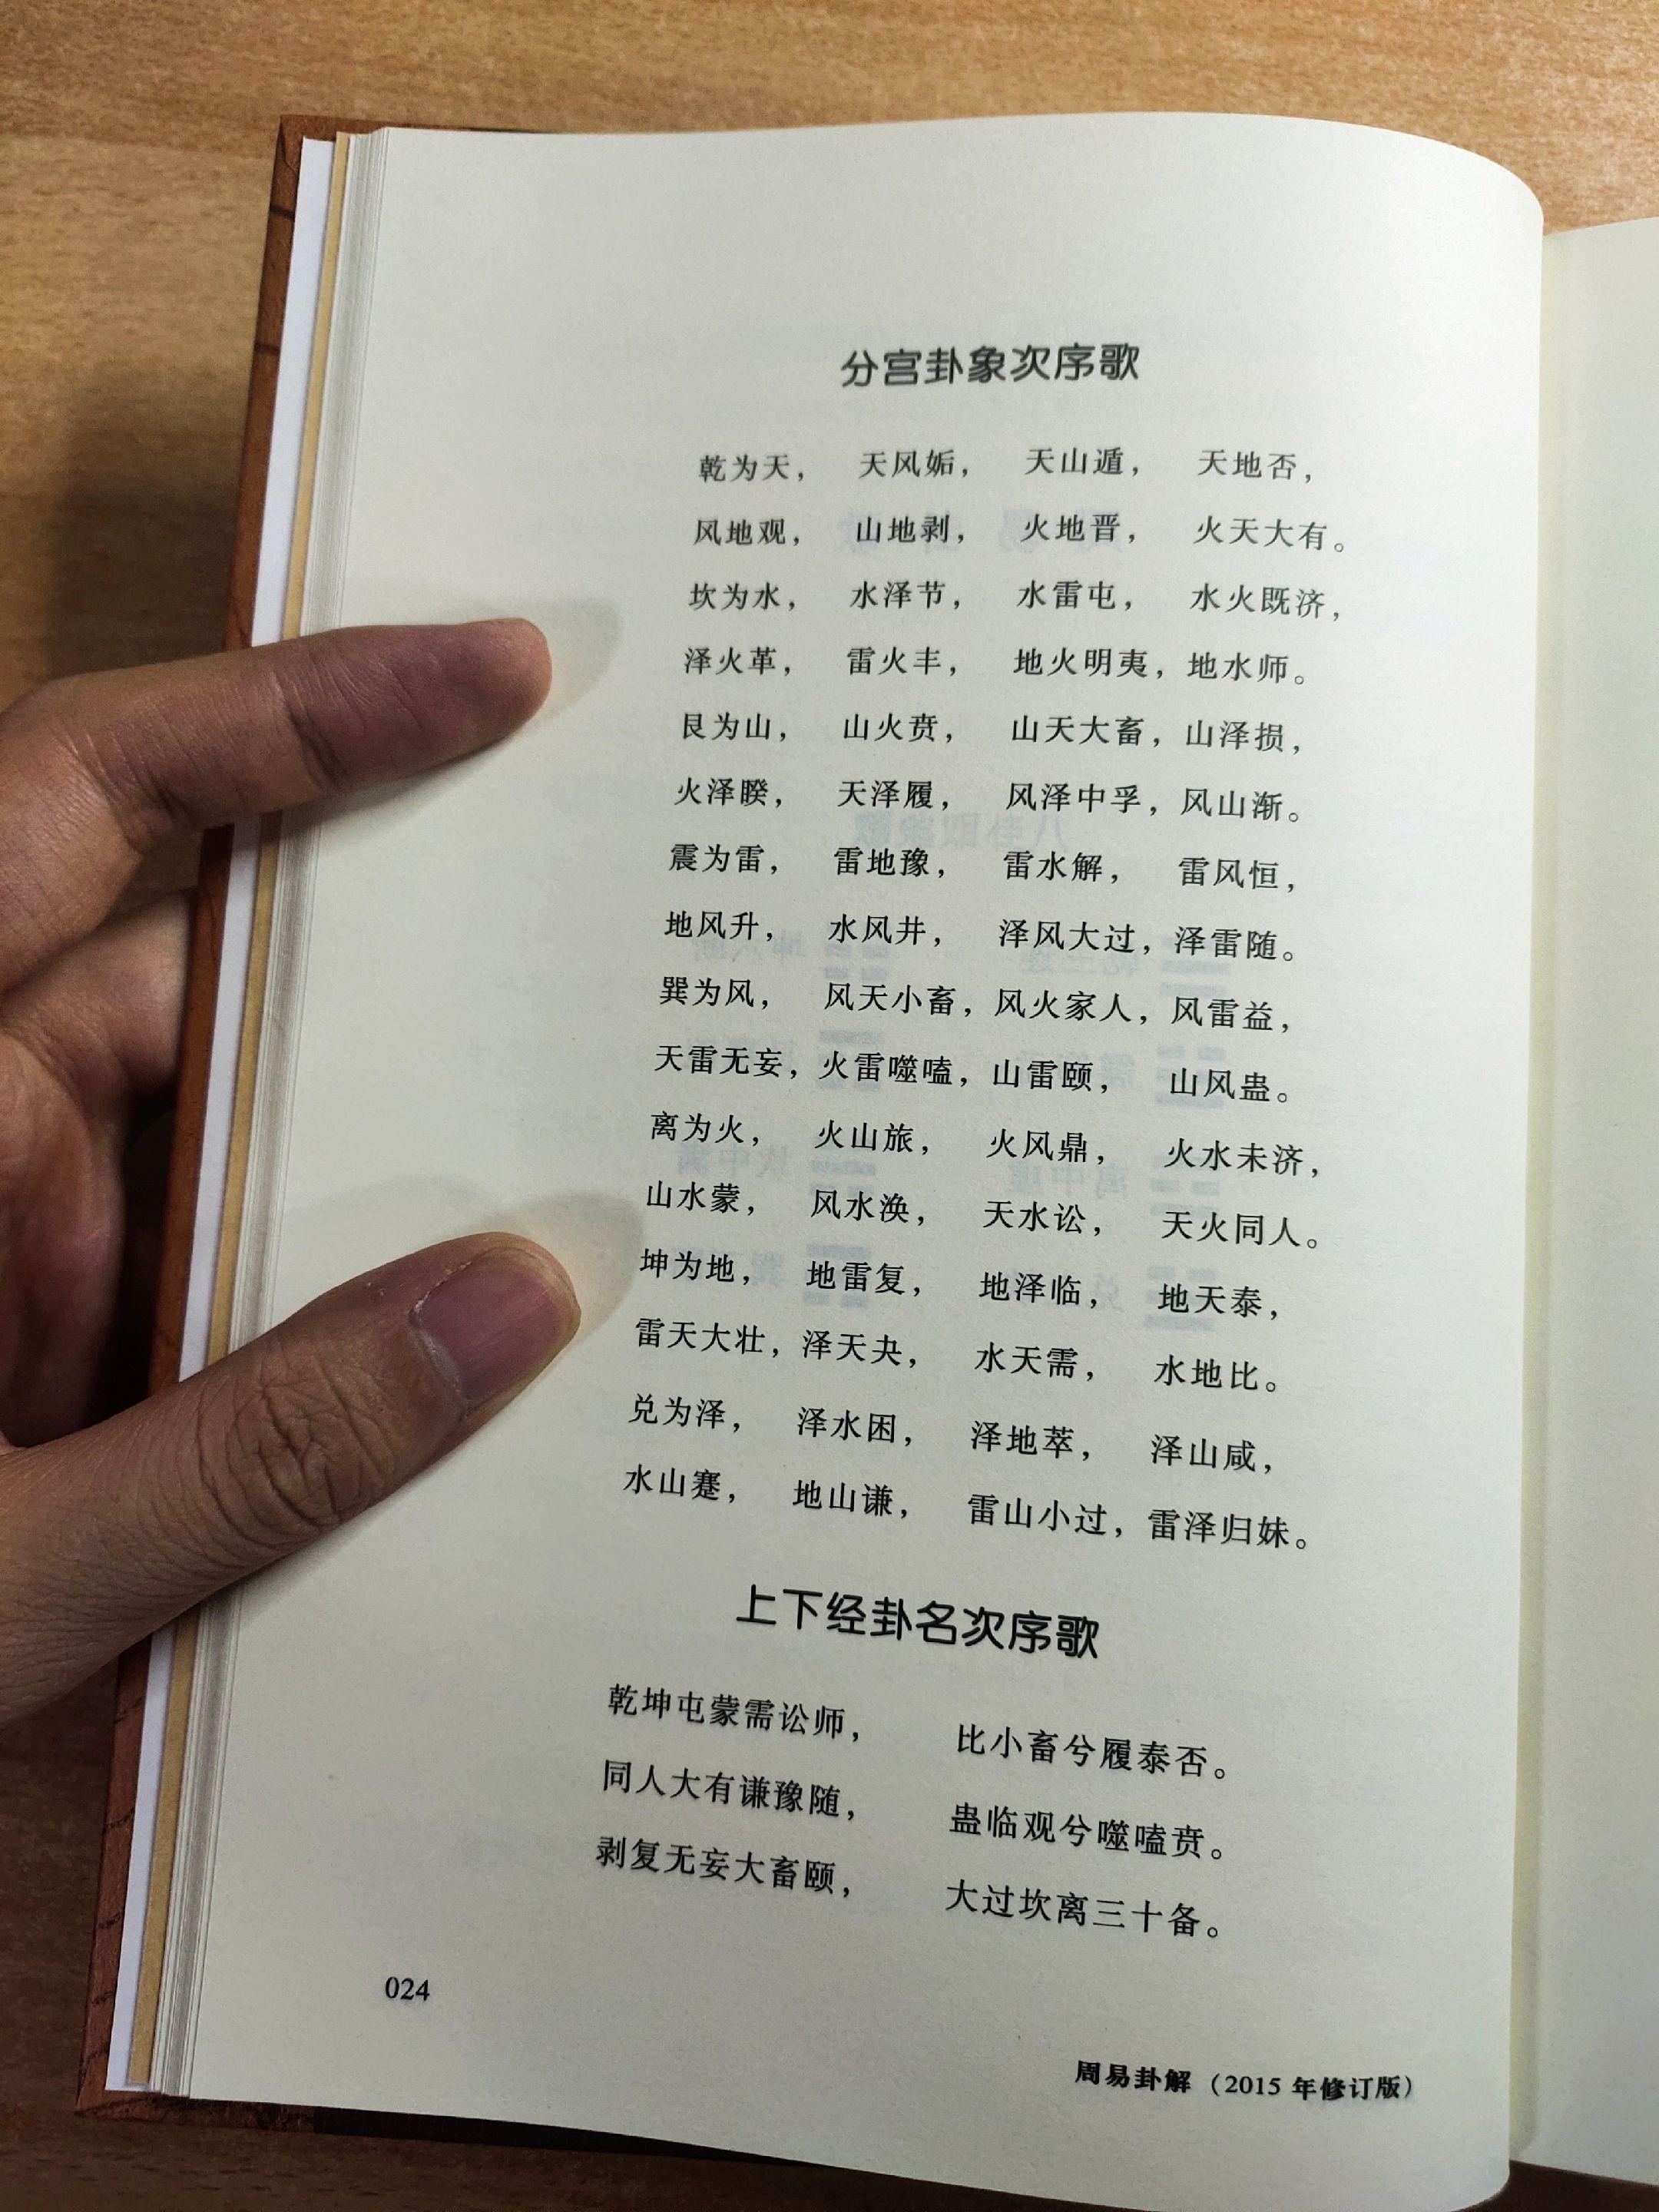 分宫卦象次序歌
乾为天， 天风姤， 天山遁， 天地否，
风地观， 山地剥， 火地晋， 火天大有。
坎为水， 水泽节， 水雷屯， 水火既济，
泽火革， 雷火丰， 地火明夷，地水师。
艮为山， 山火贲， 山天大畜，山泽损，
火泽睽， 天泽履， 风泽中孚，风山渐。
震为雷， 雷地豫， 雷水解， 雷风恒，
地风升， 水风井， 泽风大过，泽雷随。
巽为风， 风天小畜，风火家人，风雷益，
天雷无妄，火雷噬嗑，山雷颐， 山风蛊。
离为火， 火山旅， 火风鼎， 火水未济，
山水蒙， 风水涣， 天水讼， 天火同人。
坤为地， 地雷复， 地泽临， 地天泰，
雷天大壮，泽天夬， 水天需， 水地比。
兑为泽， 泽水困， 泽地萃， 泽山咸，
水山蹇， 地山谦， 雷山小过，雷泽归妹。
上下经卦名次序歌
乾坤屯蒙需讼师， 比小畜兮履泰否。
同人大有谦豫随， 蛊临观兮噬嗑贲。
剥复无妄大畜颐， 大过坎离三十备。
024
周易卦解（2015 年修订版）